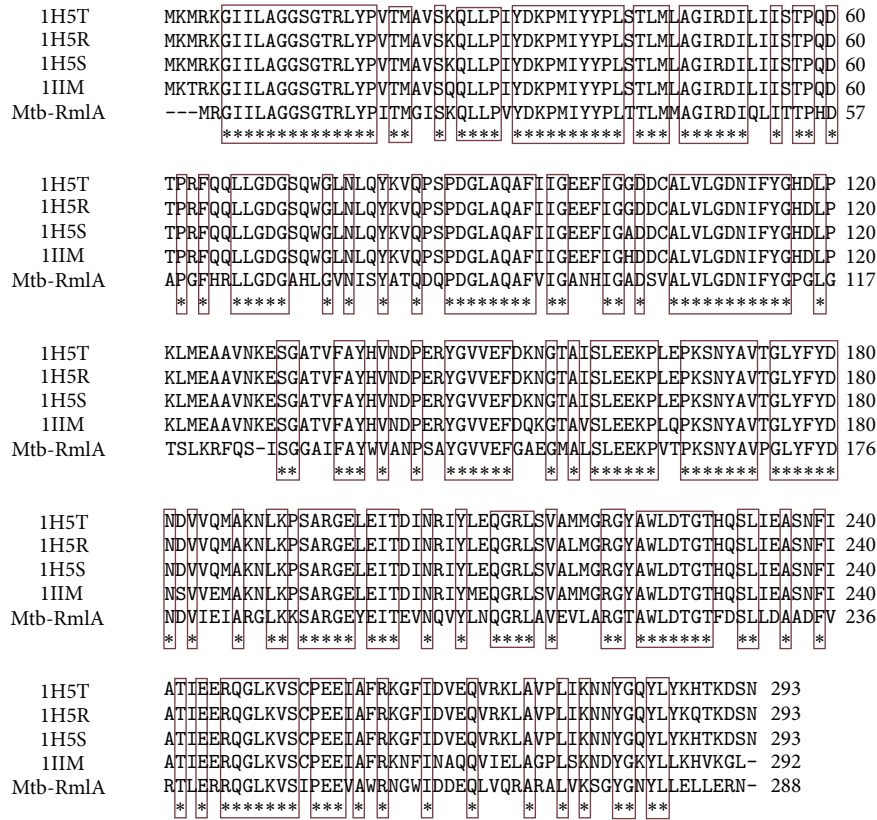 1H5T MKMRKGIILAGGSGTRLYPVTMAVSKQLLPIYDKPMIYYPLSTLMLAGIRDILIISTPQD 60
1H5R MKMRKGIILAGGSGTRLYPVTMAVSKQLLPIYDKPMIYYPLSTLMLAGIRDILIISTPQD 60
1H5S MKMRKGIILAGGSGTRLYPVTMAVSKQLLPIYDKPMIYYPLSTLMLAGIRDILIISTPQD 60
1IIM MKTRKGIILAGGSGTRLYPVTMAVSQQLLPIYDKPMIYYPLSTLMLAGIRDILIISTPQD 60
Mtb-RmlA ---MRGIILAGGSGTRLYPITMGISKQLLPVYDKPMIYYPLTTLMMAGIRDIQLITTPHD 57
************** ** * **** ********** *** ****** * ** *
1H5T TPRFQQLLGDGSQWGLNLQYKVQPSPDGLAQAFIIGEEFIGGDDCALVLGDNIFYGHDLP 120
1H5R TPRFQQLLGDGSQWGLNLQYKVQPSPDGLAQAFIIGEEFIGGDDCALVLGDNIFYGHDLP 120
1H5S TPRFQQLLGDGSQWGLNLQYKVQPSPDGLAQAFIIGEEFIGADDCALVLGDNIFYGHDLP 120
1IIM TPRFQQLLGDGSQWGLNLQYKVQPSPDGLAQAFIIGEEFIGHDDCALVLGDNIFYGHDLP 120
Mtb-RmlA APGFHRLLGDGAHLGVNISYATQDQPDGLAQAFVIGANHIGADSVALVLGDNIFYGPGLG 117
* * ***** * * * * ******** ** ** * *********** *
1H5T KLMEAAVNKESGATVFAYHVNDPERYGVVEFDKNGTAISLEEKPLEPKSNYAVTGLYFYD 180
1H5R KLMEAAVNKESGATVFAYHVNDPERYGVVEFDKNGTAISLEEKPLEPKSNYAVTGLYFYD 180
1H5S KLMEAAVNKESGATVFAYHVNDPERYGVVEFDKNGTAISLEEKPLEPKSNYAVTGLYFYD 180
1IIM KLMEAAVNKESGATVFAYHVNDPERYGVVEFDQKGTAVSLEEKPLQPKSNYAVTGLYFYD 180
Mtb-RmlA TSLKRFQS-ISGGAIFAYWVANPSAYGVVEFGAEGMALSLEEKPVTPKSNYAVPGLYFYD 176
** *** * * ****** * * ****** ******* ******
1H5T NDVVQMAKNLKPSARGELEITDINRIYLEQGRLSVAMMGRGYAWLDTGTHQSLIEASNFI 240
1H5R NDVVQMAKNLKPSARGELEITDINRIYLEQGRLSVALMGRGYAWLDTGTHQSLIEASNFI 240
1H5S NDVVQMAKNLKPSARGELEITDINRIYLEQGRLSVAMMGRGYAWLDTGTHQSLIEASNFI 240
1IIM NSVVEMAKNLKPSARGELEITDINRIYMEQGRLSVAMMGRGYAWLDTGTHQSLIEASNFI 240
Mtb-RmlA NDVIEIARGLKKSARGEYEITEVNQVYLNQGRLAVEVLARGTAWLDTGTFDSLLDAADFV 236
* * * ** ***** *** * * **** * ** ******* ** * *
1H5T ATIEERQGLKVSCPEEIAFRKGFIDVEQVRKLAVPLIKNNYGQYLYKHTKDSN 293
1H5R ATIEERQGLKVSCPEEIAFRKGFIDVEQVRKLAVPLIKNNYGQYLYKQTKDSN 293
1H5S ATIEERQGLKVSCPEEIAFRKGFIDVEQVRKLAVPLIKNNYGQYLYKHTKDSN 293
1IIM ATIEERQGLKVSCPEEIAFRKNFINAQQVIELAGPLSKNDYGKYLLKHVKGL- 292
Mtb-RmlA RTLERRQGLKVSIPEEVAWRNGWIDDEQLVQRARALVKSGYGNYLLELLERN- 288
* * ******* *** * * * * * * * ** **